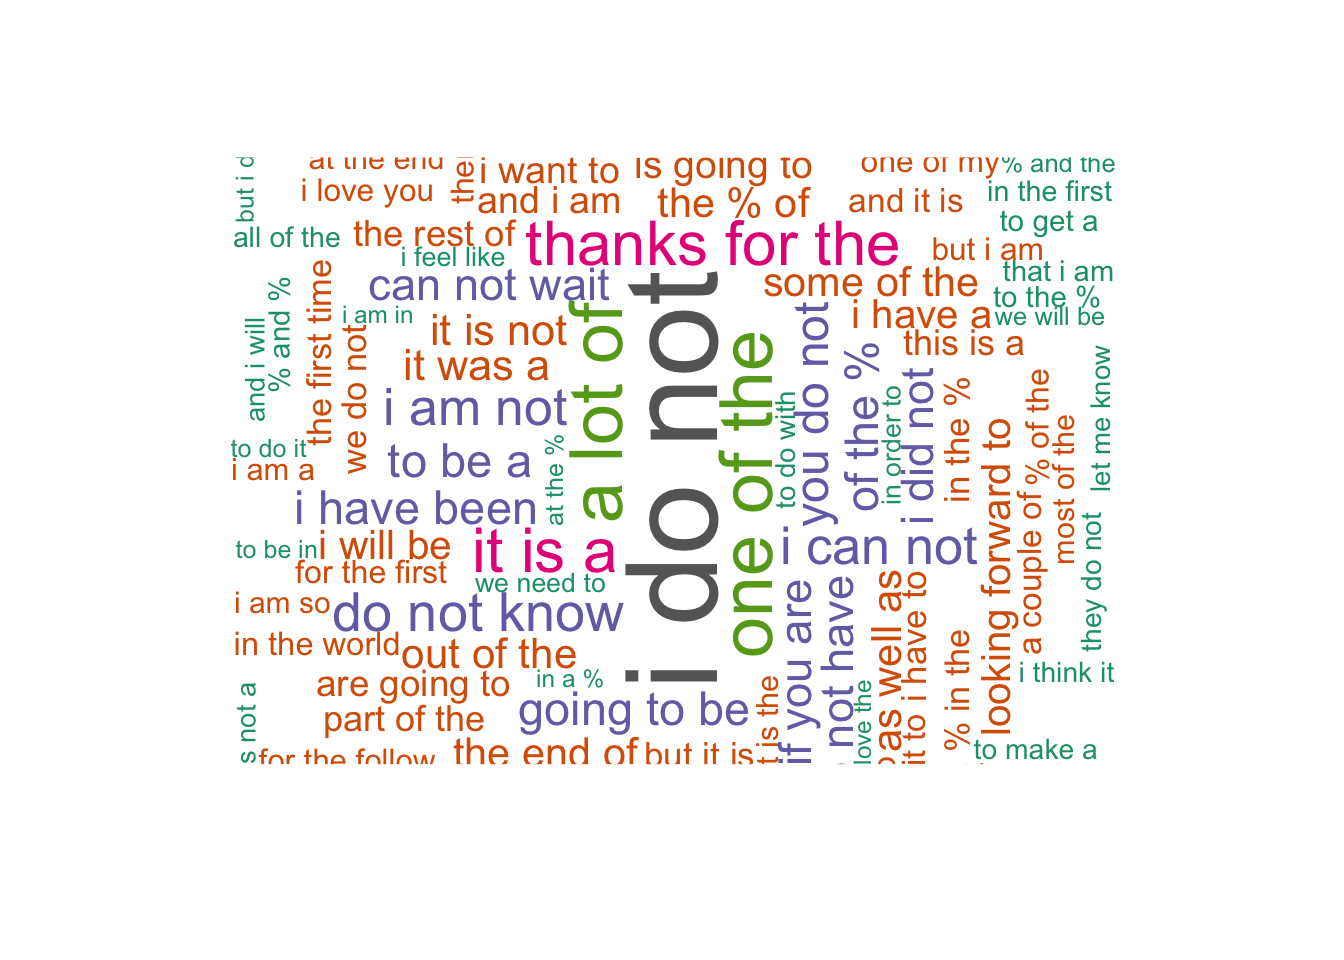 but i d
at the end
the
i want to
is going to
one of my
% and the
i love you
and i am
the % of
and it is
in the first
to get a
all of the
the rest of
thanks for the
but i am
i feel like
can not wait
some of the
that i am
to the %
and i will
% and %
the first time
i am in
we do not
it is not
i have a
we will be
it was a
this is a
i am not
a lot of
i do not
one of the
to do with
you do not
of the %
in order to
i did not
in the %
looking forward to
a couple of
% of the
most of the
let me know
to do it
i am a
to be a
at the %
i have been
to be in
i will be
it is a
i can not
for the first
we need to
i am so
do not know
in the world
out of the
if you are
not have
as well as
i have to
% in the
they do not
i think it
are going to
in a %
s not a
part of the
going to be
t is the
love the
it to
to make a
for the follow
the end of
but it is